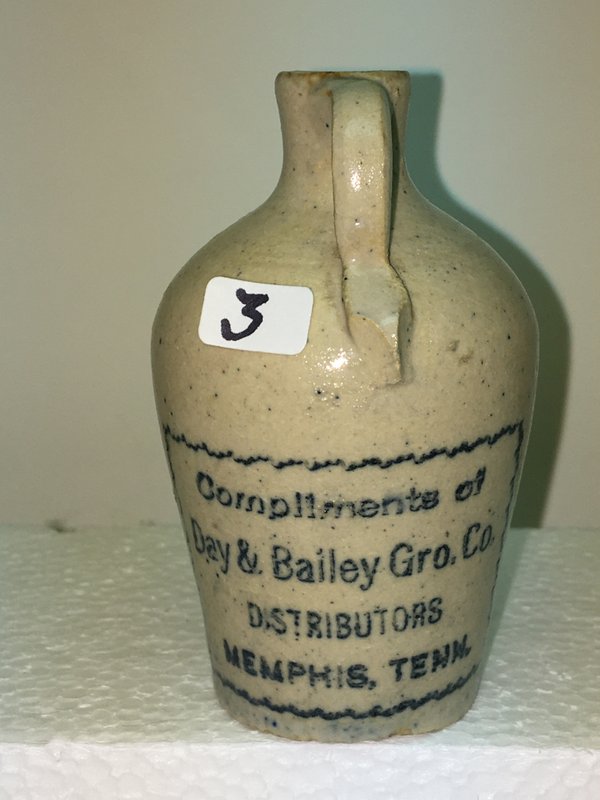 3
Compliments of
Day & Bailey Gro. Co.
DISTRIBUTORS
MEMPHIS, TENN.